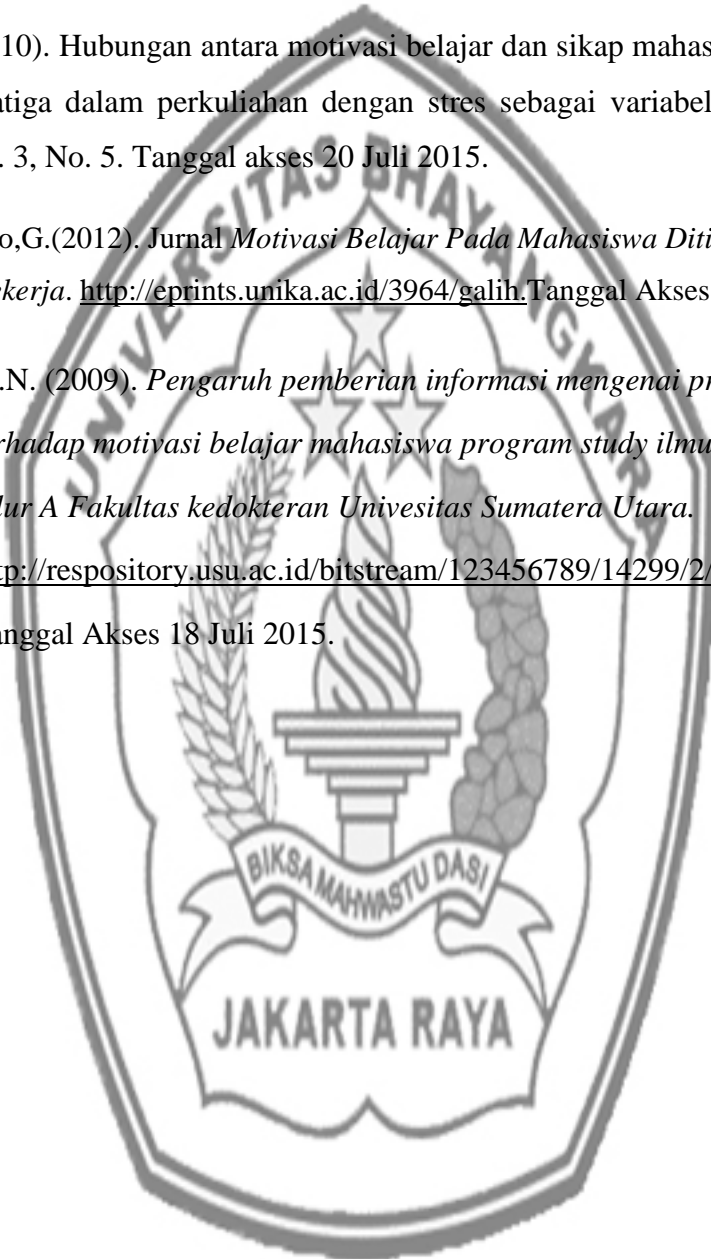 10). Hubungan antara motivasi belajar dan sikap mahas
atiga dalam perkuliahan dengan stres sebagai variabel
. 3, No. 5. Tanggal akses 20 Juli 2015.
o,G.(2012). Jurnal Motivasi Belajar Pada Mahasiswa Diti
ekerja. http://eprints.unika.ac.id/3964/galih.Tanggal Akses
.N. (2009). Pengaruh pemberian informasi mengenai pr
rhadap motivasi belajar mahasiswa program study ilmu
lur A Fakultas kedokteran Univesitas Sumatera Utara.
tp://respository.usu.ac.id/bitstream/123456789/14299/2/
anggal Akses 18 Juli 2015.
UNIVERSITAS BHAYANGKARA
BIKSA MAHWASTU DASI
JAKARTA RAYA